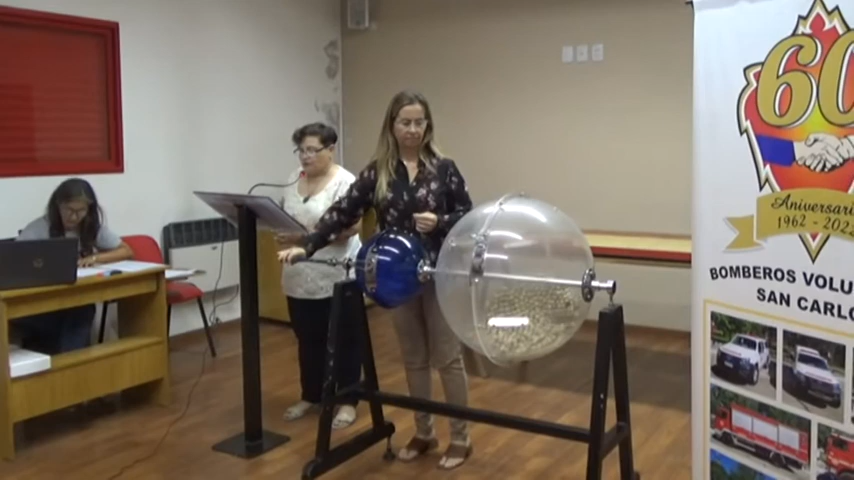 60
Aniversari
1962 - 202
BOMBEROS VOLU
SAN CARLO